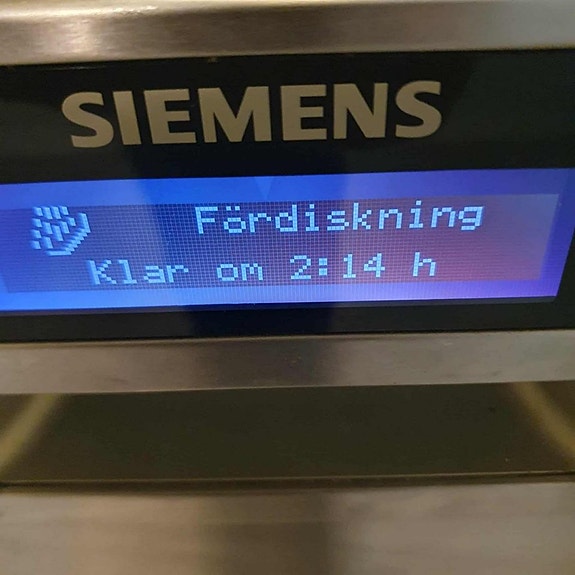 SIEMENS
Fördiskning
Klar om 2:14 h